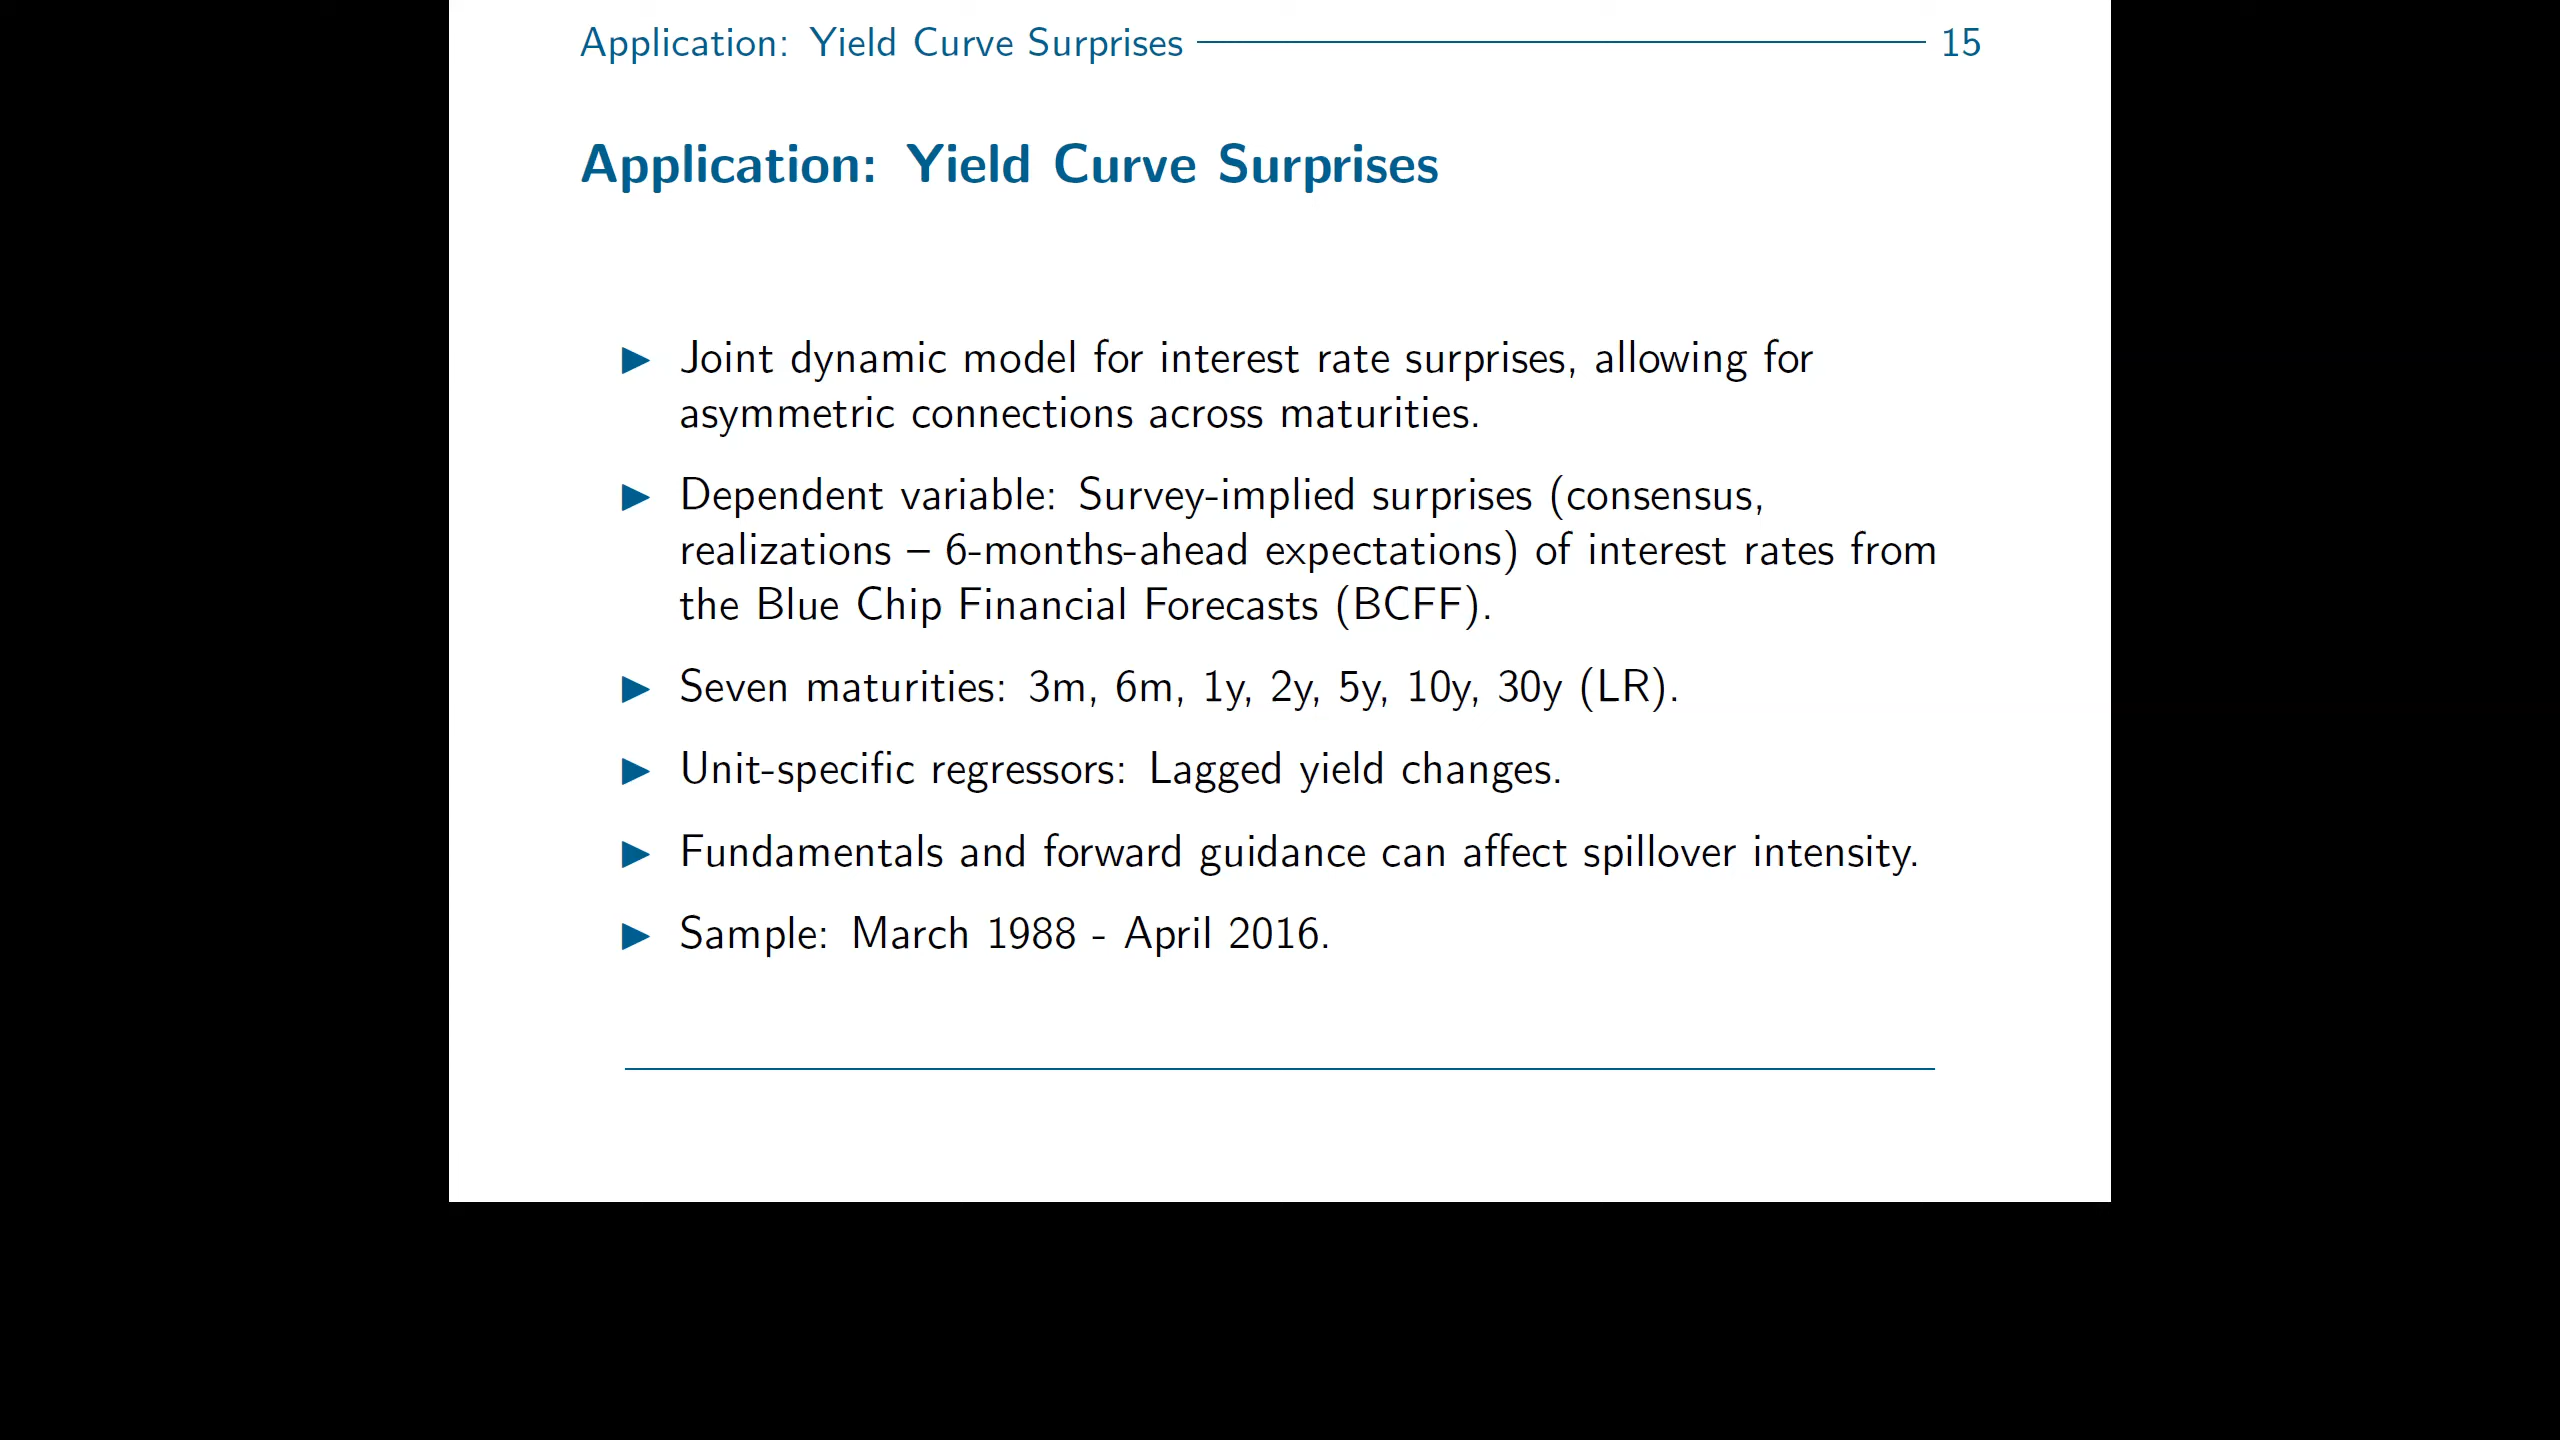 Application: Yield Curve Surprises 15
Application: Yield Curve Surprises
▶ Joint dynamic model for interest rate surprises, allowing for
asymmetric connections across maturities.
▶ Dependent variable: Survey-implied surprises (consensus,
realizations – 6-months-ahead expectations) of interest rates from
the Blue Chip Financial Forecasts (BCFF).
▶ Seven maturities: 3m, 6m, 1y, 2y, 5y, 10y, 30y (LR).
▶ Unit-specific regressors: Lagged yield changes.
▶ Fundamentals and forward guidance can affect spillover intensity.
▶ Sample: March 1988 - April 2016.